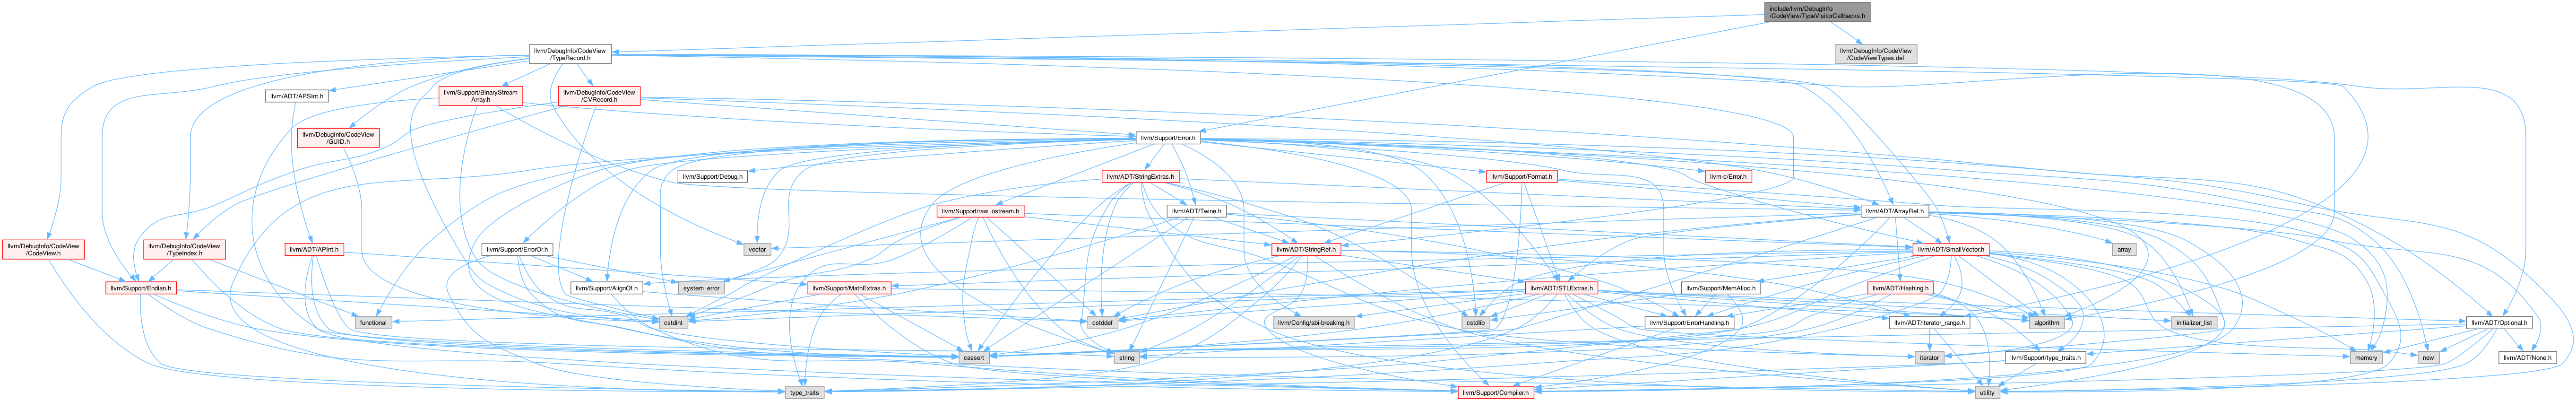 include/llvm/DebugInfo
/CodeView/TypeVisitorCallbacks.h
llvm/DebugInfo/CodeView
/TypeRecord.h
llvm/DebugInfo/CodeView
/CodeViewTypes.def
llvm/ADT/APSInt.h
llvm/Support/BinaryStream
Array.h
llvm/DebugInfo/CodeView
/CVRecord.h
llvm/DebugInfo/CodeView
/GUID.h
llvm/Support/Error.h
llvm/Support/Debug.h
llvm/ADT/StringExtras.h
llvm/Support/Format.h
llvm-c/Error.h
llvm/Support/raw_ostream.h
llvm/ADT/Twine.h
llvm/ADT/ArrayRef.h
llvm/DebugInfo/CodeView
/CodeView.h
llvm/DebugInfo/CodeView
/TypeIndex.h
llvm/ADT/APInt.h
llvm/Support/ErrorOr.h
vector
llvm/ADT/StringRef.h
llvm/ADT/SmallVector.h
array
llvm/Support/Endian.h
llvm/Support/AlignOf.h
system_error
llvm/Support/MathExtras.h
llvm/ADT/STLExtras.h
llvm/Support/MemAlloc.h
llvm/ADT/Hashing.h
functional
cstdint
cstddef
llvm/Config/abi-breaking.h
cstdlib
llvm/Support/ErrorHandling.h
llvm/ADT/iterator_range.h
algorithm
initializer_list
llvm/ADT/Optional.h
cassert
string
iterator
llvm/Support/type_traits.h
memory
new
llvm/ADT/None.h
type_traits
llvm/Support/Compiler.h
utility